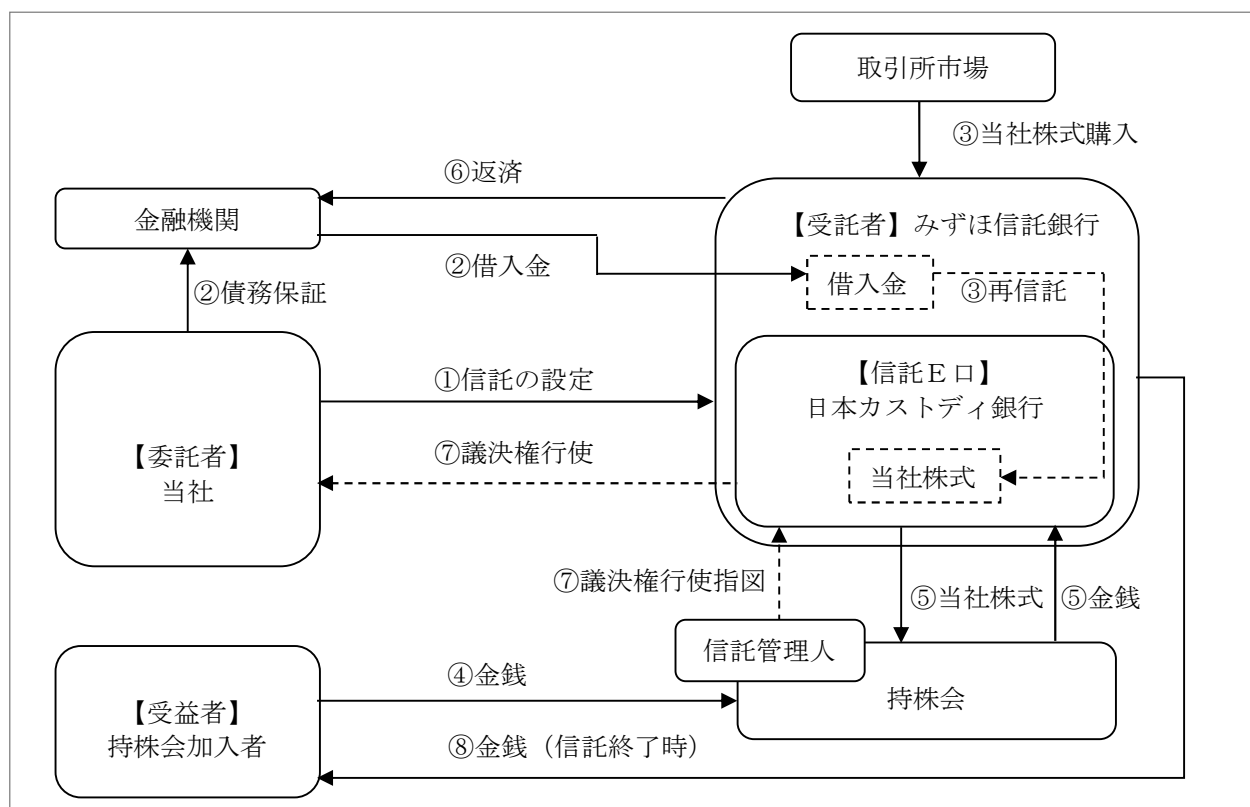 取引所市場
③当社株式購入
⑥返済
金融機関
【受託者】みずほ信託銀行
②借入金
借入金
③再信託
②債務保証
①信託の設定
【信託E口】
日本カストディ銀行
【委託者】
当社
⑦議決権行使
当社株式
⑦議決権行使指図
⑤当社株式
⑤金銭
信託管理人
④金銭
持株会
【受益者】
持株会加入者
⑧金銭（信託終了時）